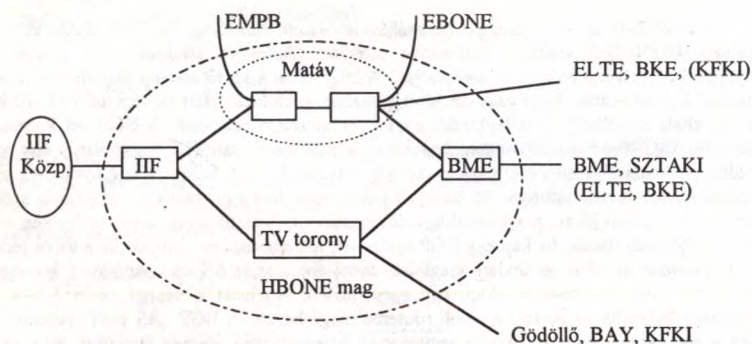 EMPB
EBONE
Matáv
ELTE, BKE, (KFKI)
IIF
Közp.
IIF
BME
BME, SZTAKI
(ELTE, BKE)
TV torony
HBONE mag
Gödöllő, BAY, KFKI